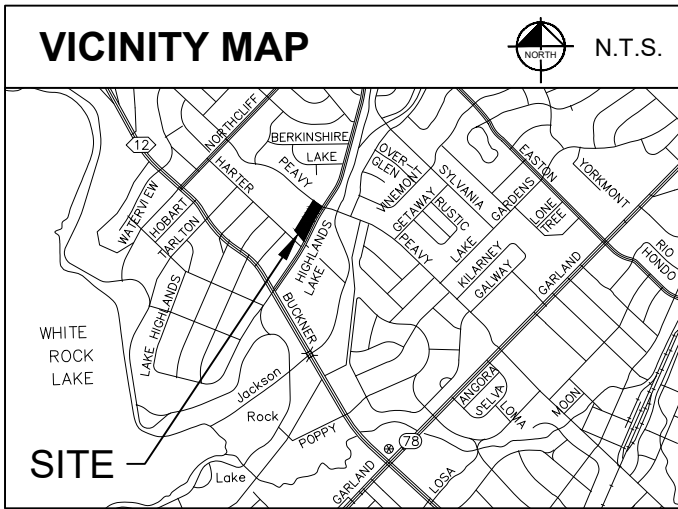 VICINITY MAP
NORTH
N.T.S.
12
NORTHCLIFF
BERKINSHIRE
LAKE
PEAVY
HARTER
WATERVIEW
HOBART
TARLTON
LAKE HIGHLANDS
HIGHLANDS
LAKE
BUCKNER
OVER
GLEN
VINEMONT
SYLVANIA
GETAWAY
RUSTIC
PEAVY
LAKE
GARDENS
KILARNEY
GALWAY
LONE
TREE
EASTON
YORKMONT
GARLAND
RIO
HONDO
WHITE
ROCK
LAKE
Jackson
Rock
POPPY
Lake
ANGORA
SELVA
LOMA
MOON
78
GARLAND
LOSA
SITE